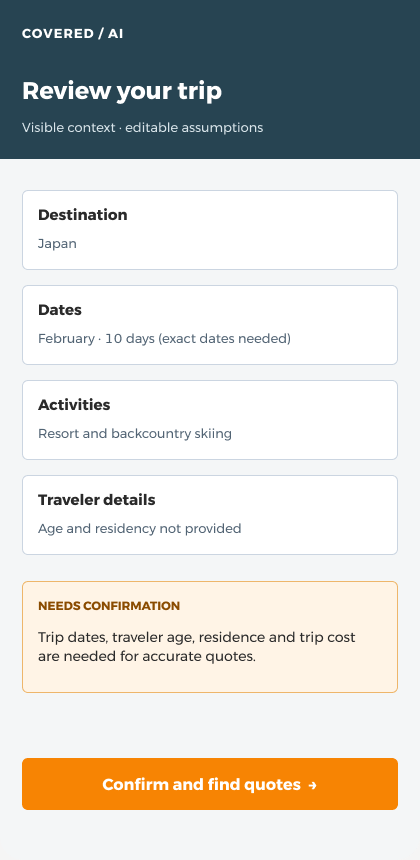 COVERED / AI
Review your trip
Visible context · editable assumptions
Destination
Japan
Dates
February · 10 days (exact dates needed)
Activities
Resort and backcountry skiing
Traveler details
Age and residency not provided
NEEDS CONFIRMATION
Trip dates, traveler age, residence and trip cost
are needed for accurate quotes.
Confirm and find quotes →